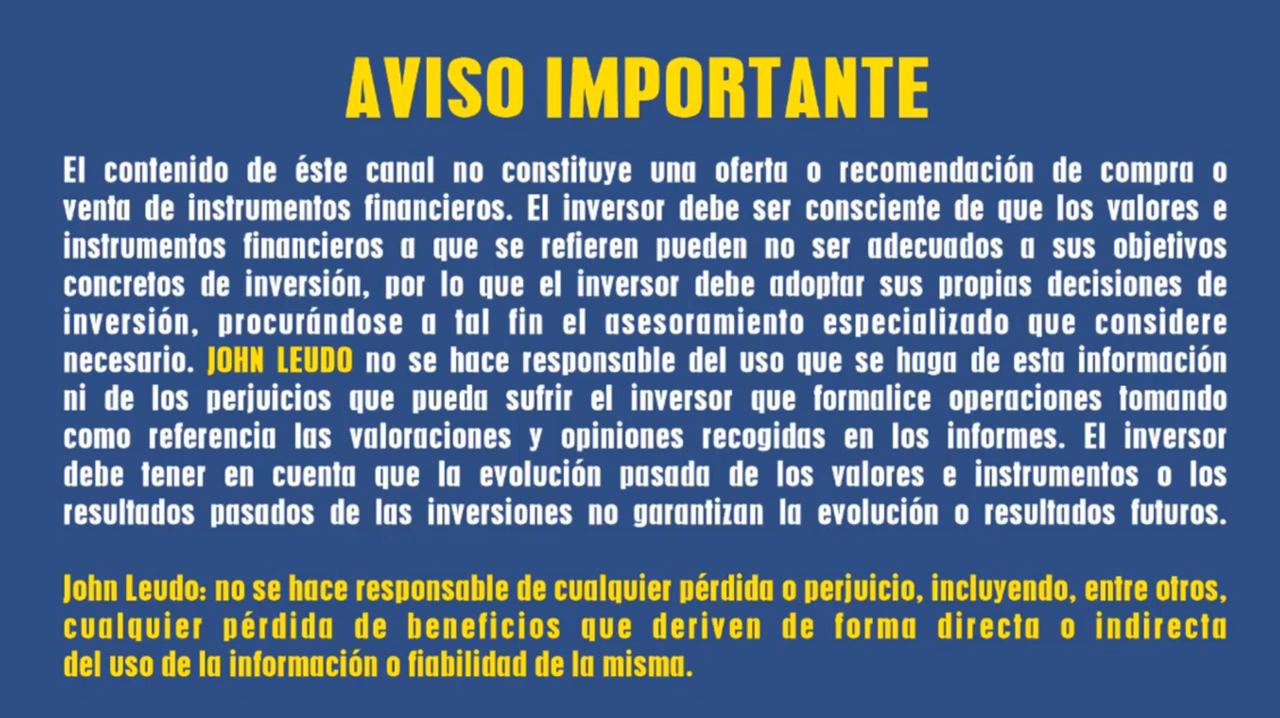 AVISO IMPORTANTE
El contenido de éste canal no constituye una oferta o recomendación de compra o
venta de instrumentos financieros. El inversor debe ser consciente de que los valores e
instrumentos financieros a que se refieren pueden no ser adecuados a sus objetivos
concretos de inversión, por lo que el inversor debe adoptar sus propias decisiones de
inversión, procurándose a tal fin el asesoramiento especializado que considere
necesario. JOHN LEUDO no se hace responsable del uso que se haga de esta información
ni de los perjuicios que pueda sufrir el inversor que formalice operaciones tomando
como referencia las valoraciones y opiniones recogidas en los informes. El inversor
debe tener en cuenta que la evolución pasada de los valores e instrumentos o los
resultados pasados de las inversiones no garantizan la evolución o resultados futuros.
John Leudo: no se hace responsable de cualquier pérdida o perjuicio, incluyendo, entre otros,
cualquier pérdida de beneficios que deriven de forma directa o indirecta
del uso de la información o fiabilidad de la misma.